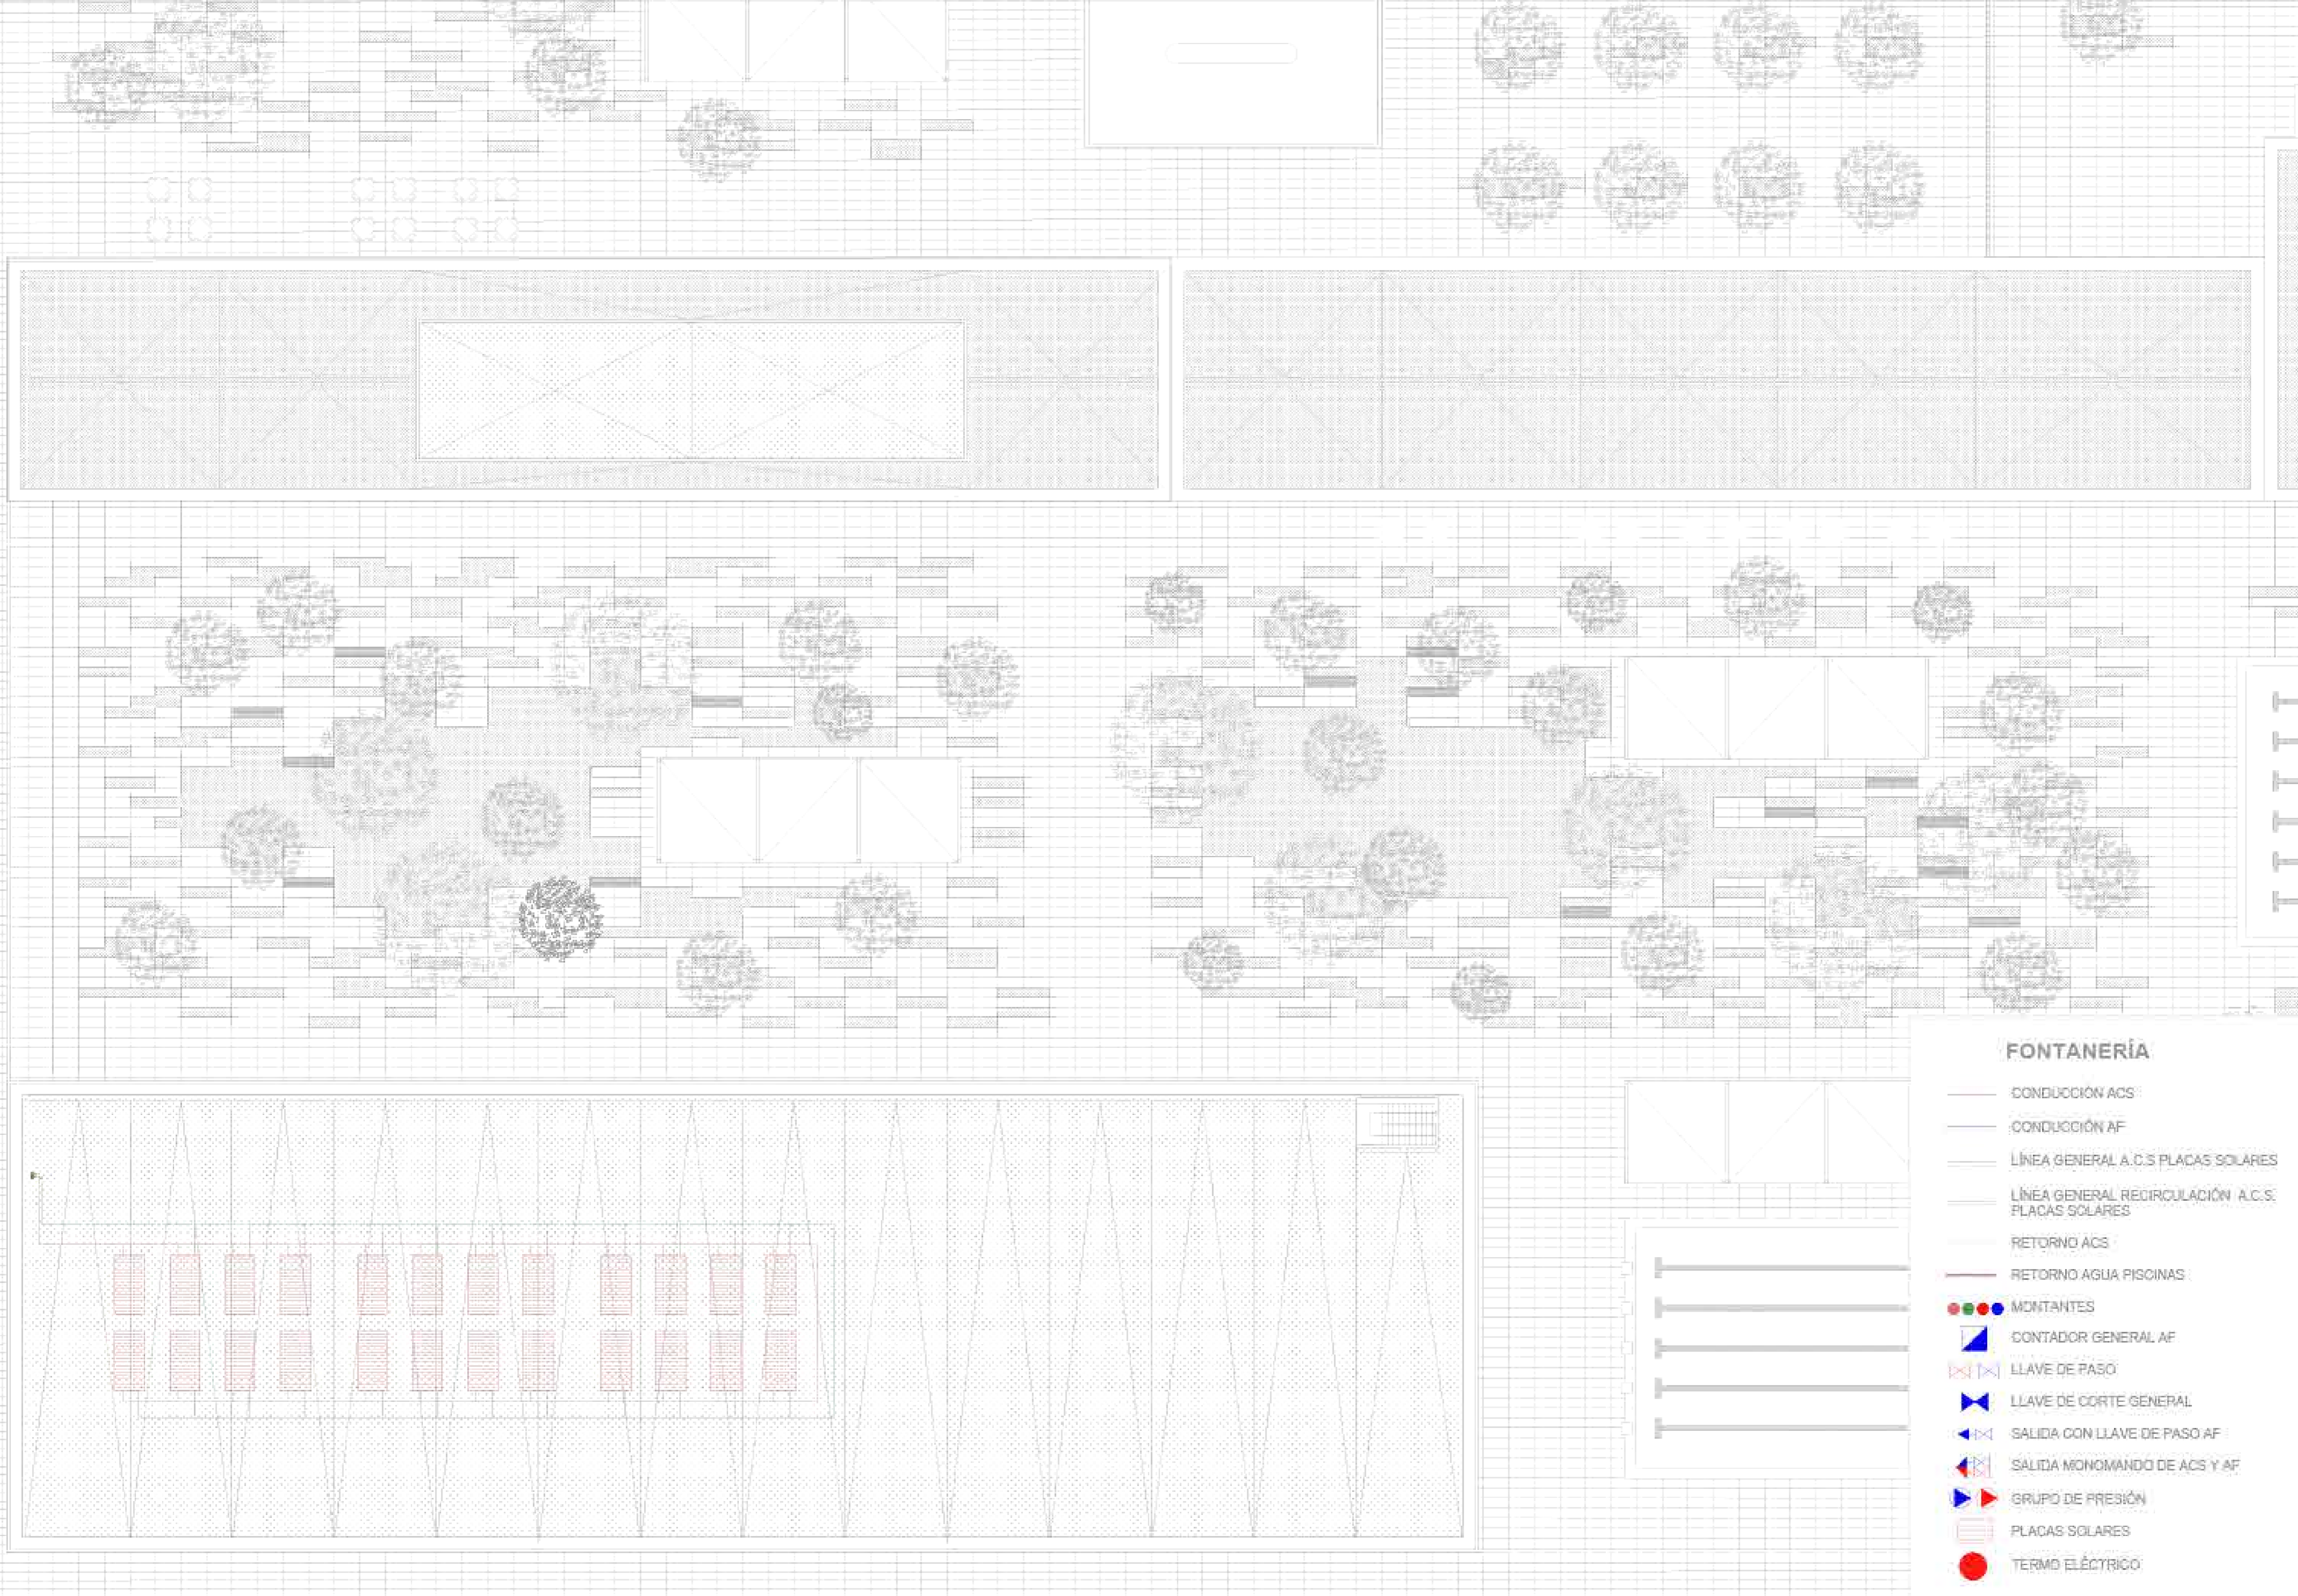 FONTANERÍA
CONDUCCIÓN ACS
CONDUCCIÓN AF
LÍNEA GENERAL A.C.S PLACAS SOLARES
LÍNEA GENERAL RECIRCULACIÓN A.C.S.
PLACAS SOLARES
RETORNO ACS
RETORNO AGUA PISCINAS
MONTANTES
CONTADOR GENERAL AF
LLAVE DE PASO
LLAVE DE CORTE GENERAL
SALIDA CON LLAVE DE PASO AF
SALIDA MONOMANDO DE ACS Y AF
GRUPO DE PRESIÓN
PLACAS SOLARES
TERMO ELÉCTRICO